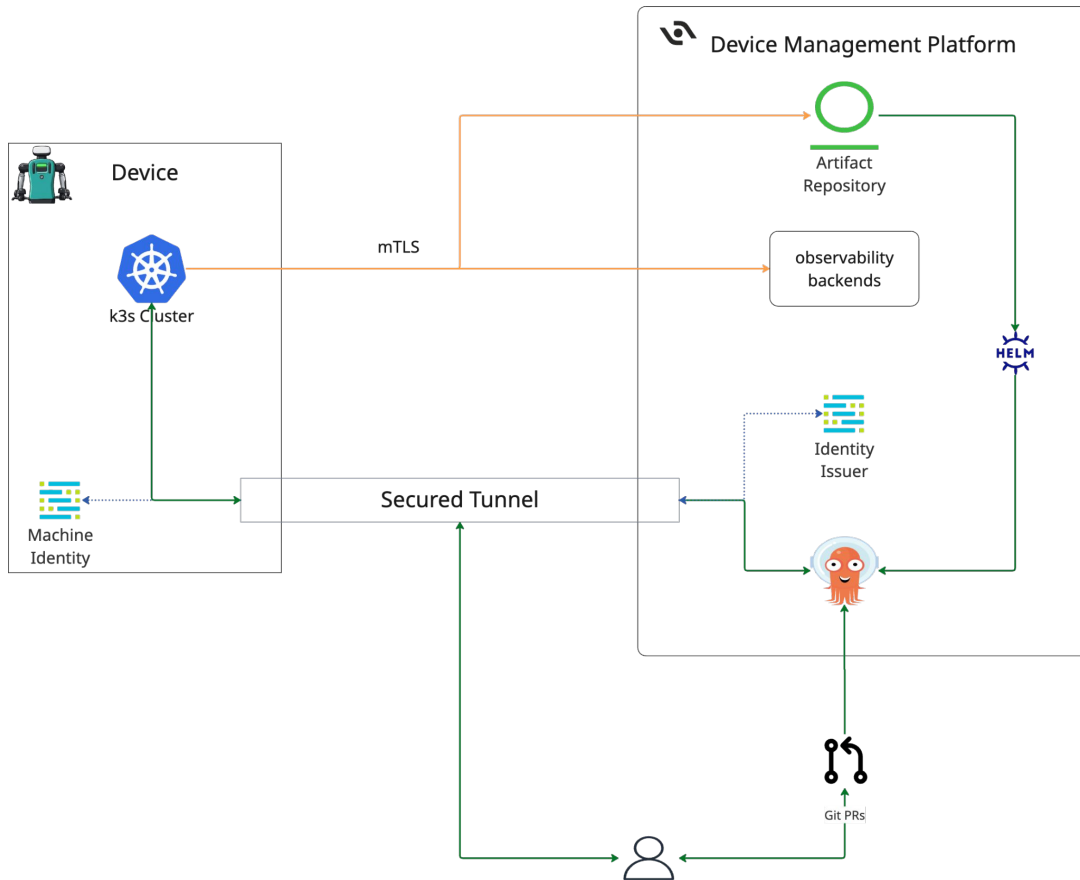 Device Management Platform
Device
Artifact
Repository
mTLS
observability
backends
k3s Cluster
HELM
Identity
Issuer
Secured Tunnel
Machine
Identity
Git PRs